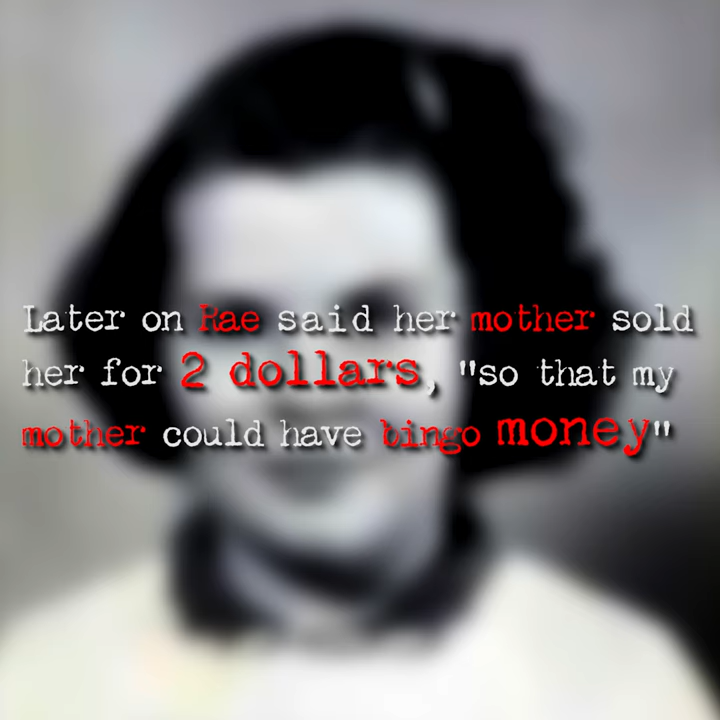 Later on Rae said her mother sold
her for 2 dollars, "so that my
mother could have bingo money"